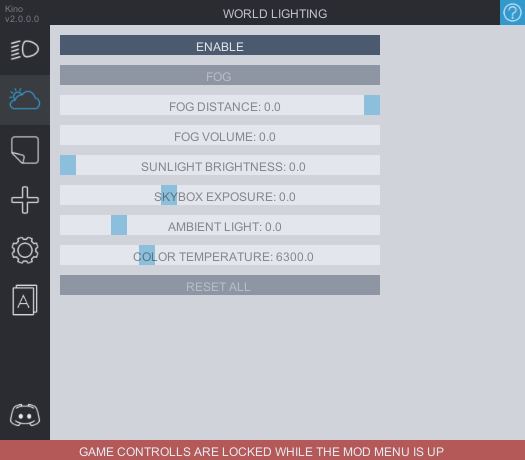 Kino
v2.0.0.0
WORLD LIGHTING
?
ENABLE
FOG
FOG DISTANCE: 0.0
FOG VOLUME: 0.0
SUNLIGHT BRIGHTNESS: 0.0
SKYBOX EXPOSURE: 0.0
AMBIENT LIGHT: 0.0
COLOR TEMPERATURE: 6300.0
A
RESET ALL
GAME CONTROLLS ARE LOCKED WHILE THE MOD MENU IS UP